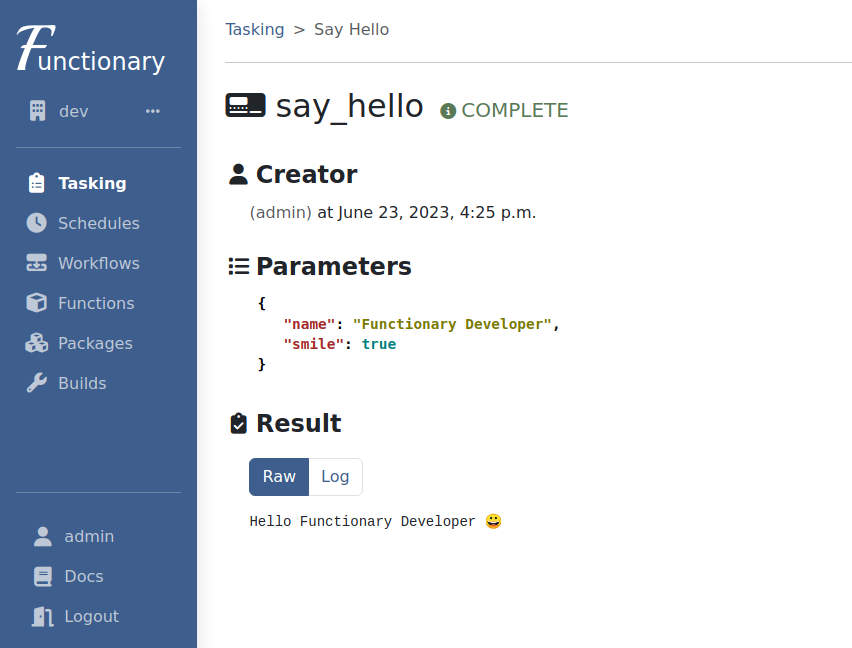 Functionary
dev
Tasking
Schedules
Workflows
Functions
Packages
Builds
admin
Docs
Logout
Tasking > Say Hello
say_hello COMPLETE
Creator
(admin) at June 23, 2023, 4:25 p.m.
Parameters
{
"name": "Functionary Developer",
"smile": true
}
Result
Raw Log
Hello Functionary Developer 😀